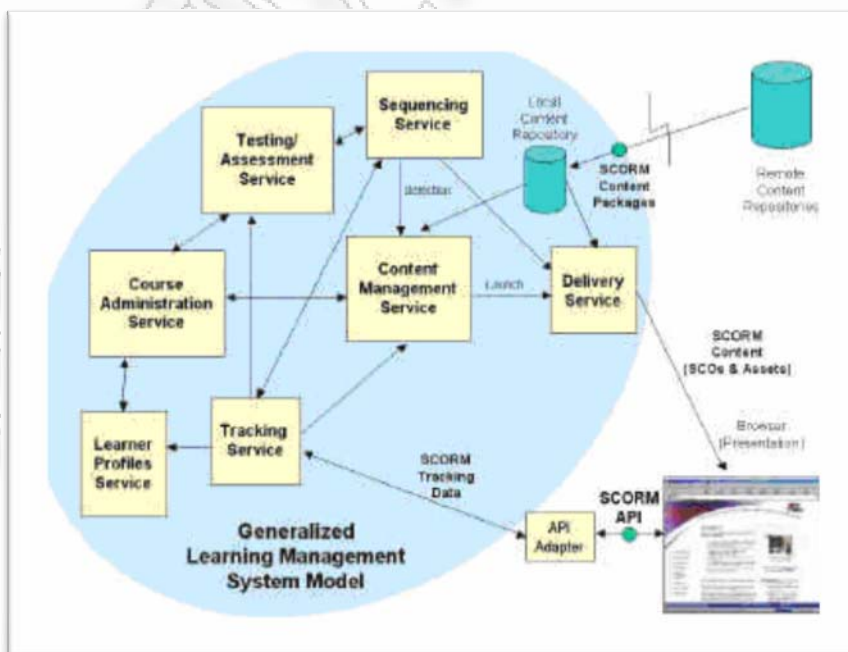 Sequencing
Service
Testing/
Assessment
Service
Local
Content
Repository
SCORM
Content
Packages
Remote
Content
Repositories
Course
Administration
Service
Content
Management
Service
Launch
Delivery
Service
SCORM
Content
(SCOs & Assets)
Browser
(Presentation)
Learner
Profiles
Service
Tracking
Service
SCORM
Tracking
Data
SCORM
API
API
Adapter
Generalized
Learning Management
System Model